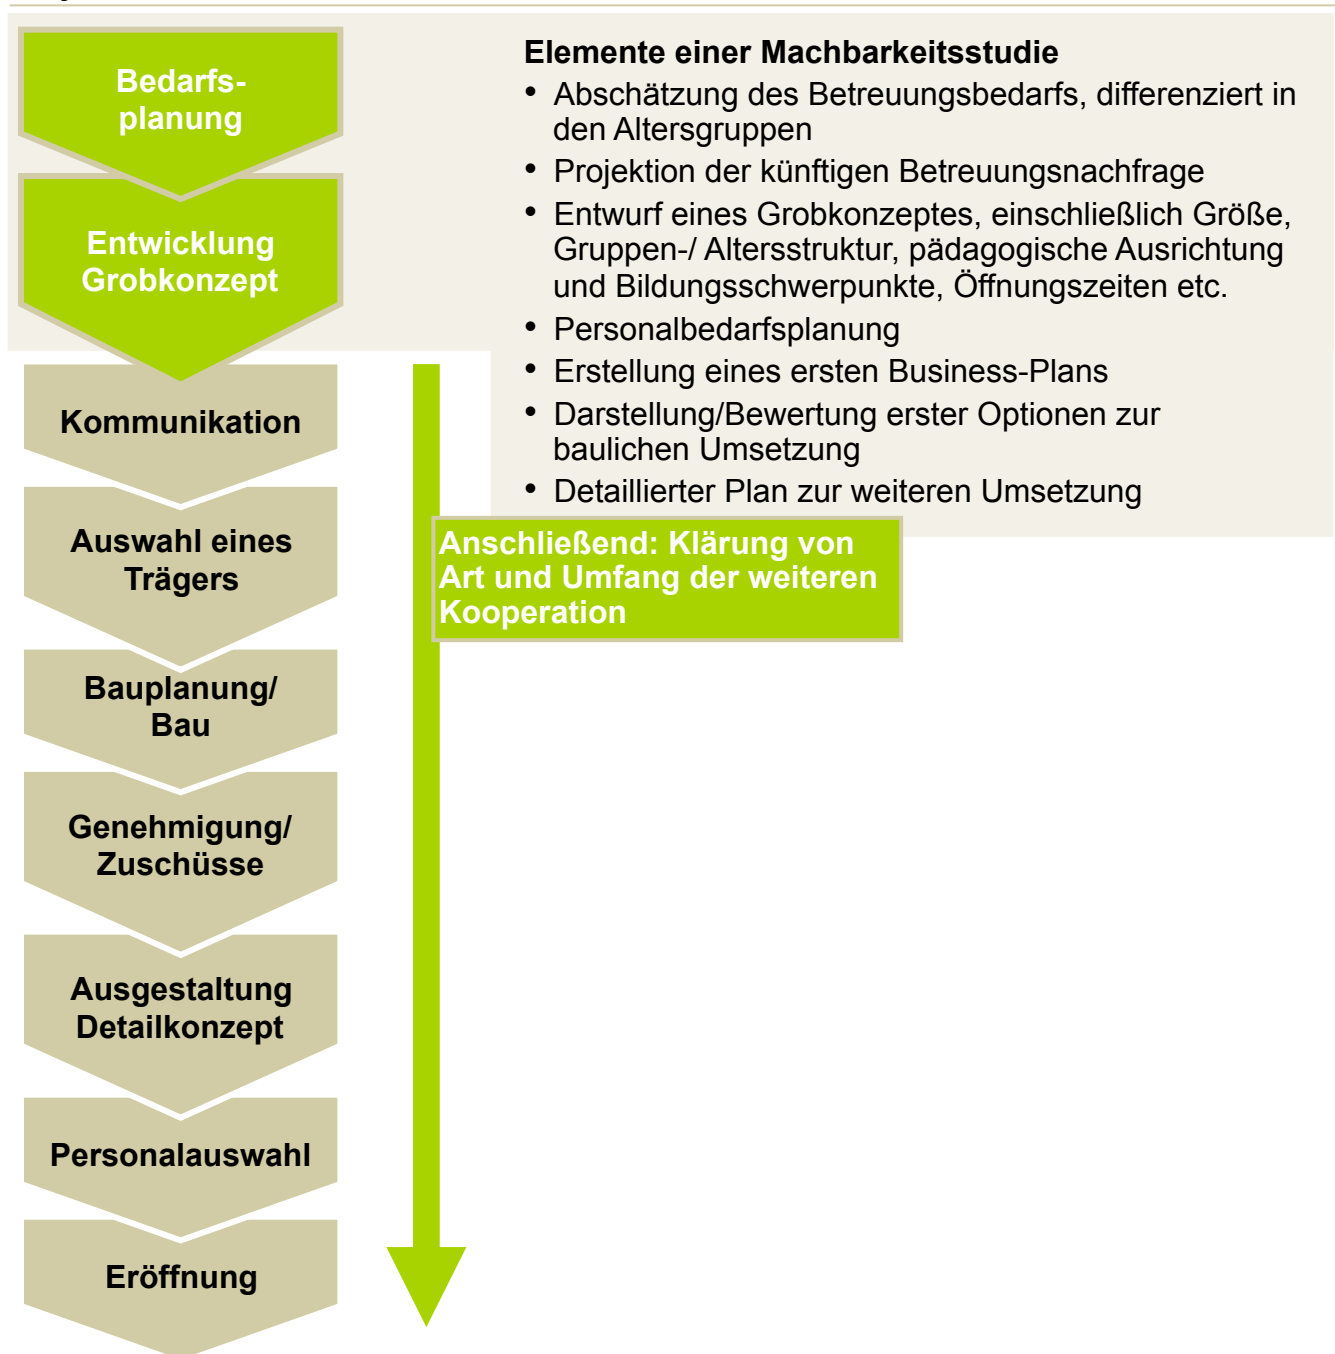 Bedarfs-
planung
Entwicklung
Grobkonzept
Kommunikation
Auswahl eines
Trägers
Bauplanung/
Bau
Genehmigung/
Zuschüsse
Ausgestaltung
Detailkonzept
Personalauswahl
Eröffnung
Elemente einer Machbarkeitsstudie
• Abschätzung des Betreuungsbedarfs, differenziert in
den Altersgruppen
• Projektion der künftigen Betreuungsnachfrage
• Entwurf eines Grobkonzeptes, einschließlich Größe,
Gruppen-/ Altersstruktur, pädagogische Ausrichtung
und Bildungsschwerpunkte, Öffnungszeiten etc.
• Personalbedarfsplanung
• Erstellung eines ersten Business-Plans
• Darstellung/Bewertung erster Optionen zur
baulichen Umsetzung
• Detaillierter Plan zur weiteren Umsetzung
Anschließend: Klärung von
Art und Umfang der weiteren
Kooperation